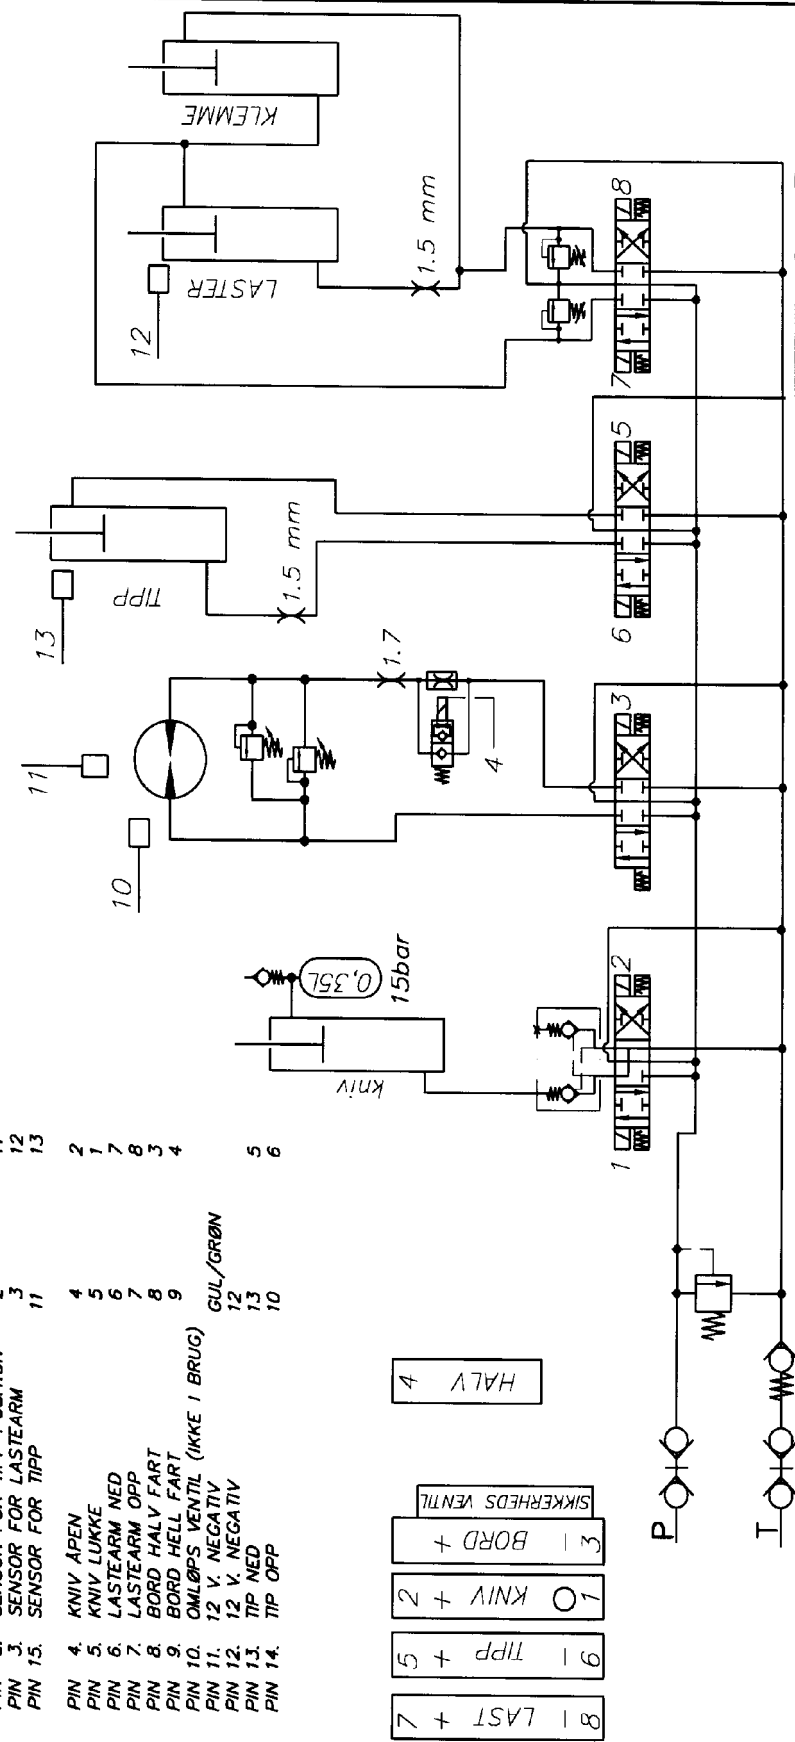 PIN 3. SENSOR FOR LASTEARM 3 12
PIN 15. SENSOR FOR TIPP 11 13
PIN 4. KNIV ÅPEN 4 2
PIN 5. KNIV LUKKE 5 1
PIN 6. LASTEARM NED 6 7
PIN 7. LASTEARM OPP 7 8
PIN 8. BORD HALV FART 8 3
PIN 9. BORD HELL FART 9 4
PIN 10. OMLØPS VENTIL (IKKE I BRUG)
PIN 11. 12 V. NEGATIV GUL/GRØN
PIN 12. 12 V. NEGATIV 12
PIN 13. TIP NED 13 5
PIN 14. TIP OPP 10 6
KLEMME
LASTER
12
1.5 mm
7
8
TIPP
13
1.5 mm
6
5
11
10
1.7
4
3
kniv
0,35L
15bar
1
2
P
T
4 HALV
SIKKERHEDS VENTIL
+ BORD - 3
2 + KNIV 1
5 + TIPP - 6
7 + LAST - 8